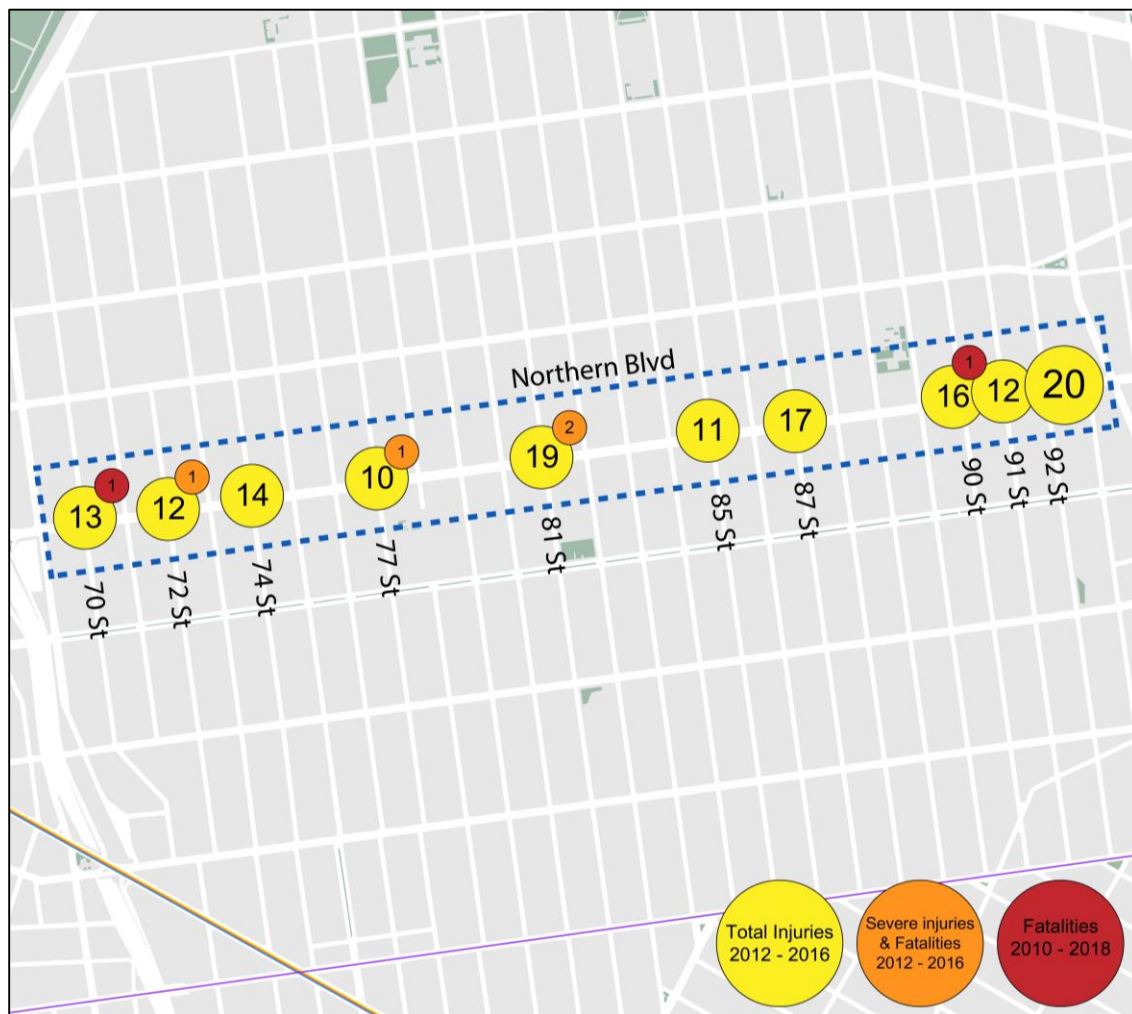 Northern Blvd
1
13
1
12
14
1
10
2
19
11
17
1
16
12
20
70 St
72 St
74 St
77 St
81 St
85 St
87 St
90 St
91 St
92 St
Total Injuries
2012 - 2016
Severe injuries
& Fatalities
2012 - 2016
Fatalities
2010 - 2018